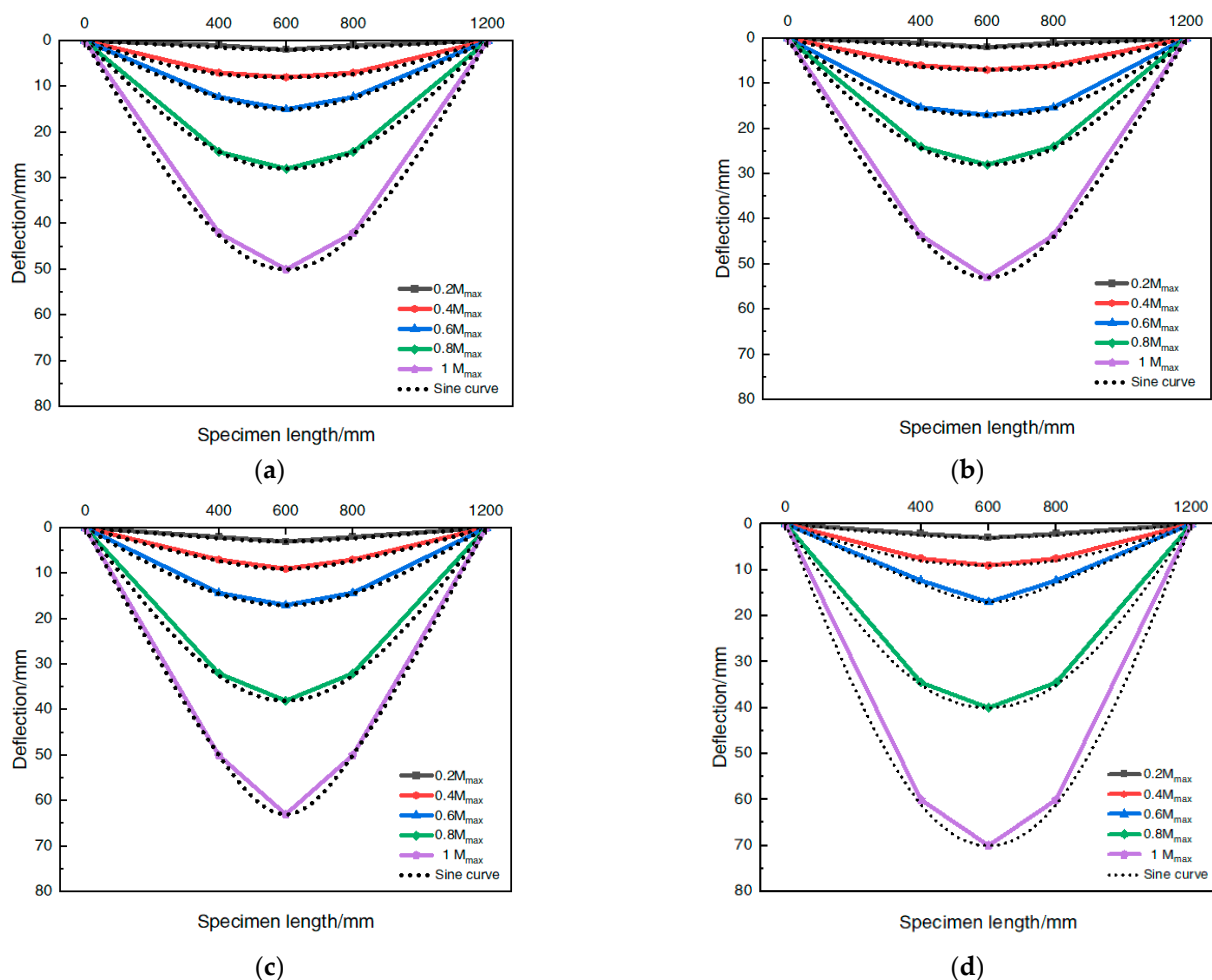 0 400 600 800 1200
0
10
20
30
40
50
60
70
80
Deflection/mm
0.2Mmax
0.4Mmax
0.6Mmax
0.8Mmax
1 Mmax
Sine curve
Specimen length/mm
(a)
0 400 600 800 1200
0
10
20
30
40
50
60
70
80
Deflection/mm
0.2Mmax
0.4Mmax
0.6Mmax
0.8Mmax
1 Mmax
Sine curve
Specimen length/mm
(b)
0 400 600 800 1200
0
10
20
30
40
50
60
70
80
Deflection/mm
0.2Mmax
0.4Mmax
0.6Mmax
0.8Mmax
1 Mmax
Sine curve
Specimen length/mm
(c)
0 400 600 800 1200
0
10
20
30
40
50
60
70
80
Deflection/mm
0.2Mmax
0.4Mmax
0.6Mmax
0.8Mmax
1 Mmax
Sine curve
Specimen length/mm
(d)